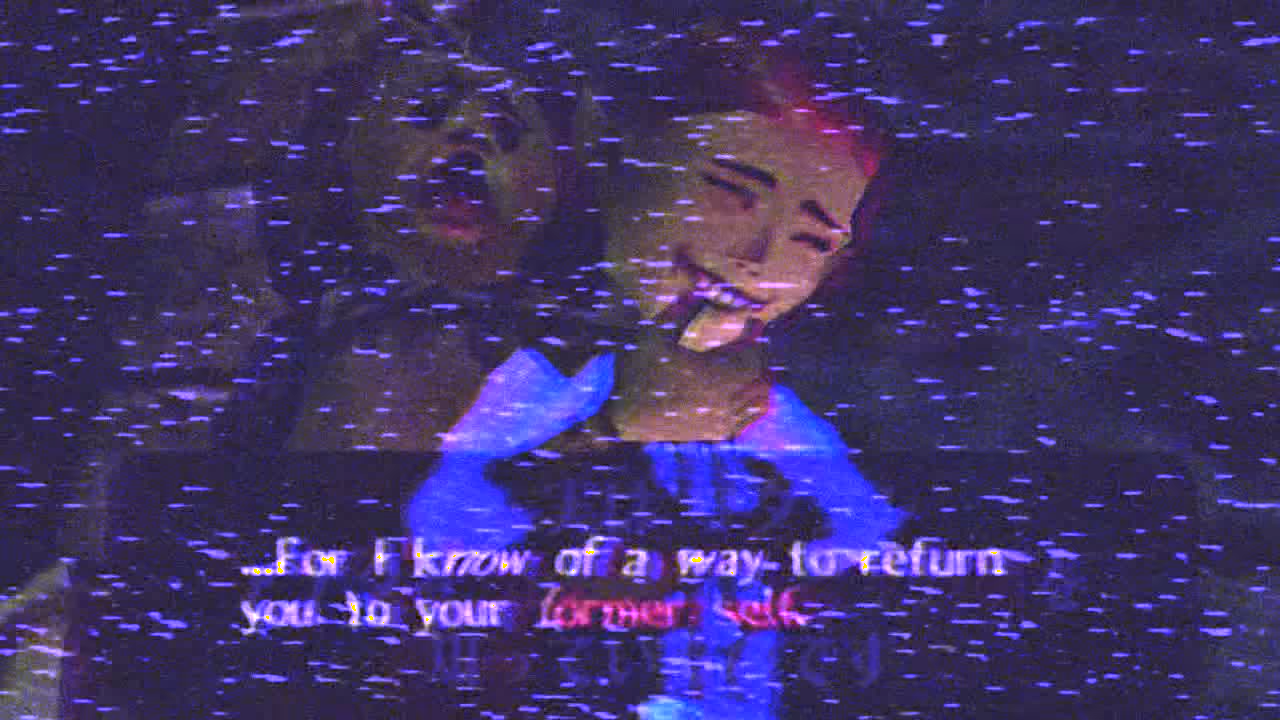 ...For I know of a way to return
you to your former self.